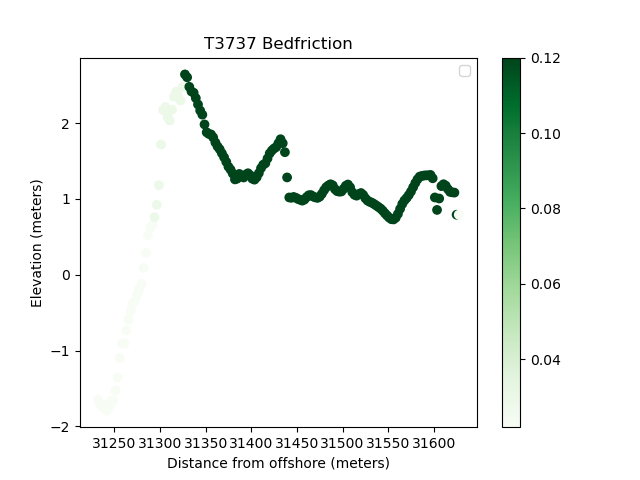 T3737 Bedfriction
Elevation (meters)
2
1
0
−1
−2
31250 31300 31350 31400 31450 31500 31550 31600
Distance from offshore (meters)
0.12
0.10
0.08
0.06
0.04